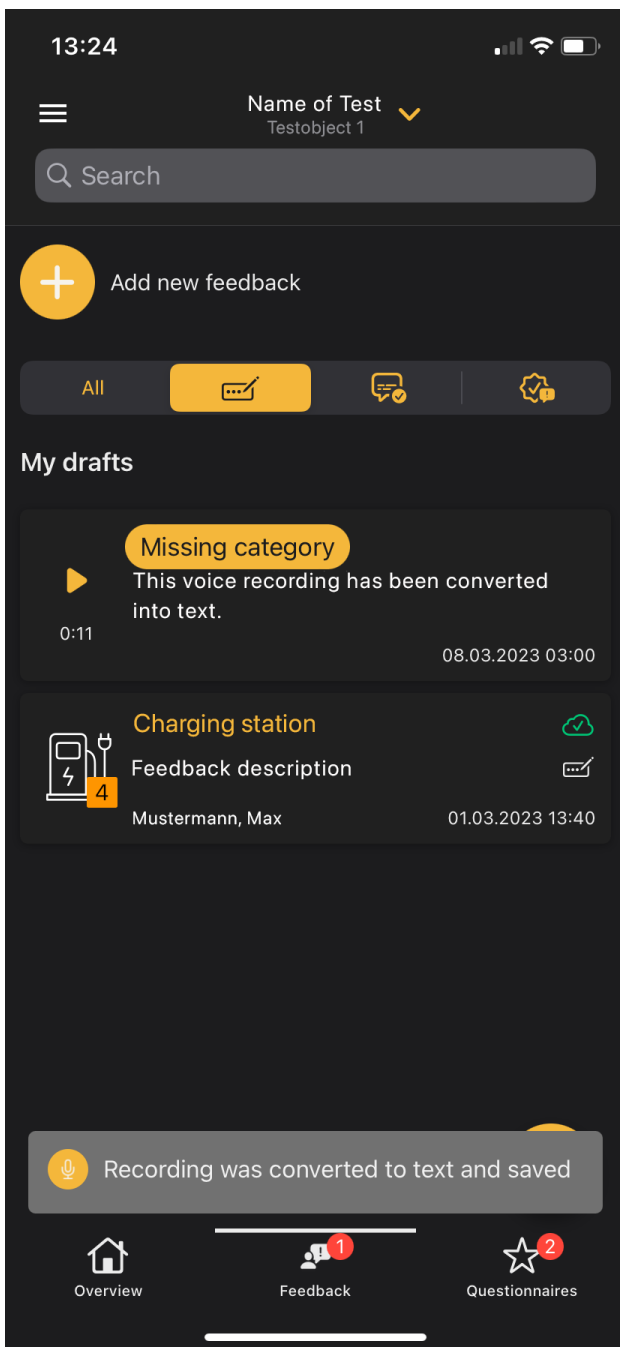 13:24
Name of Test
Testobject 1
Search
Add new feedback
All
My drafts
Missing category
This voice recording has been converted
into text.
0:11
08.03.2023 03:00
Charging station
Feedback description
4
Mustermann, Max
01.03.2023 13:40
Recording was converted to text and saved
1
2
Overview
Feedback
Questionnaires